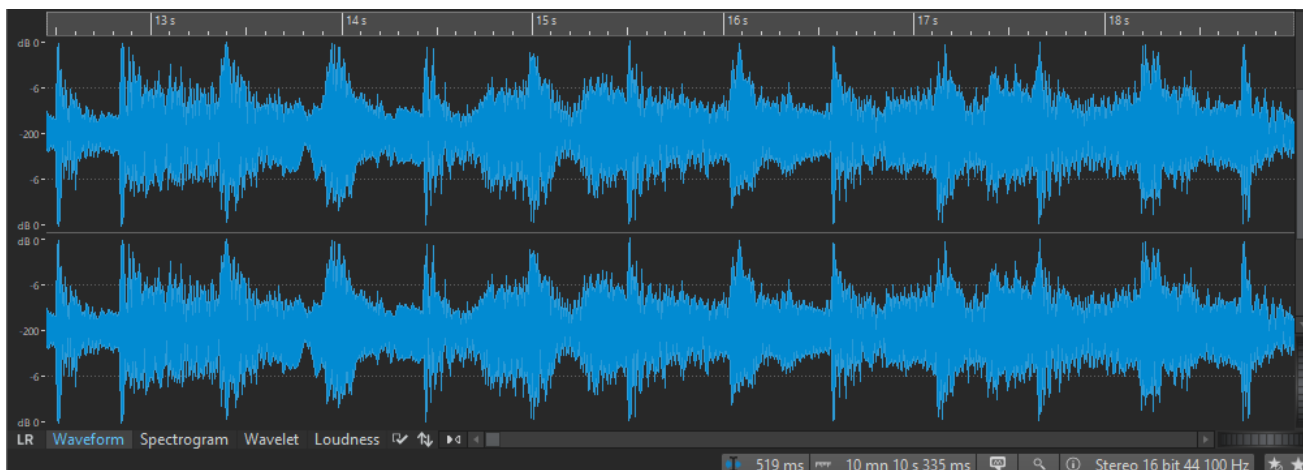 13 s 14 s 15 s 16 s 17 s 18 s
dB 0
-6
-200
-6
dB 0
dB 0
-6
-200
-6
dB 0
LR Waveform Spectrogram Wavelet Loudness
519 ms 10 mn 10 s 335 ms Stereo 16 bit 44 100 Hz